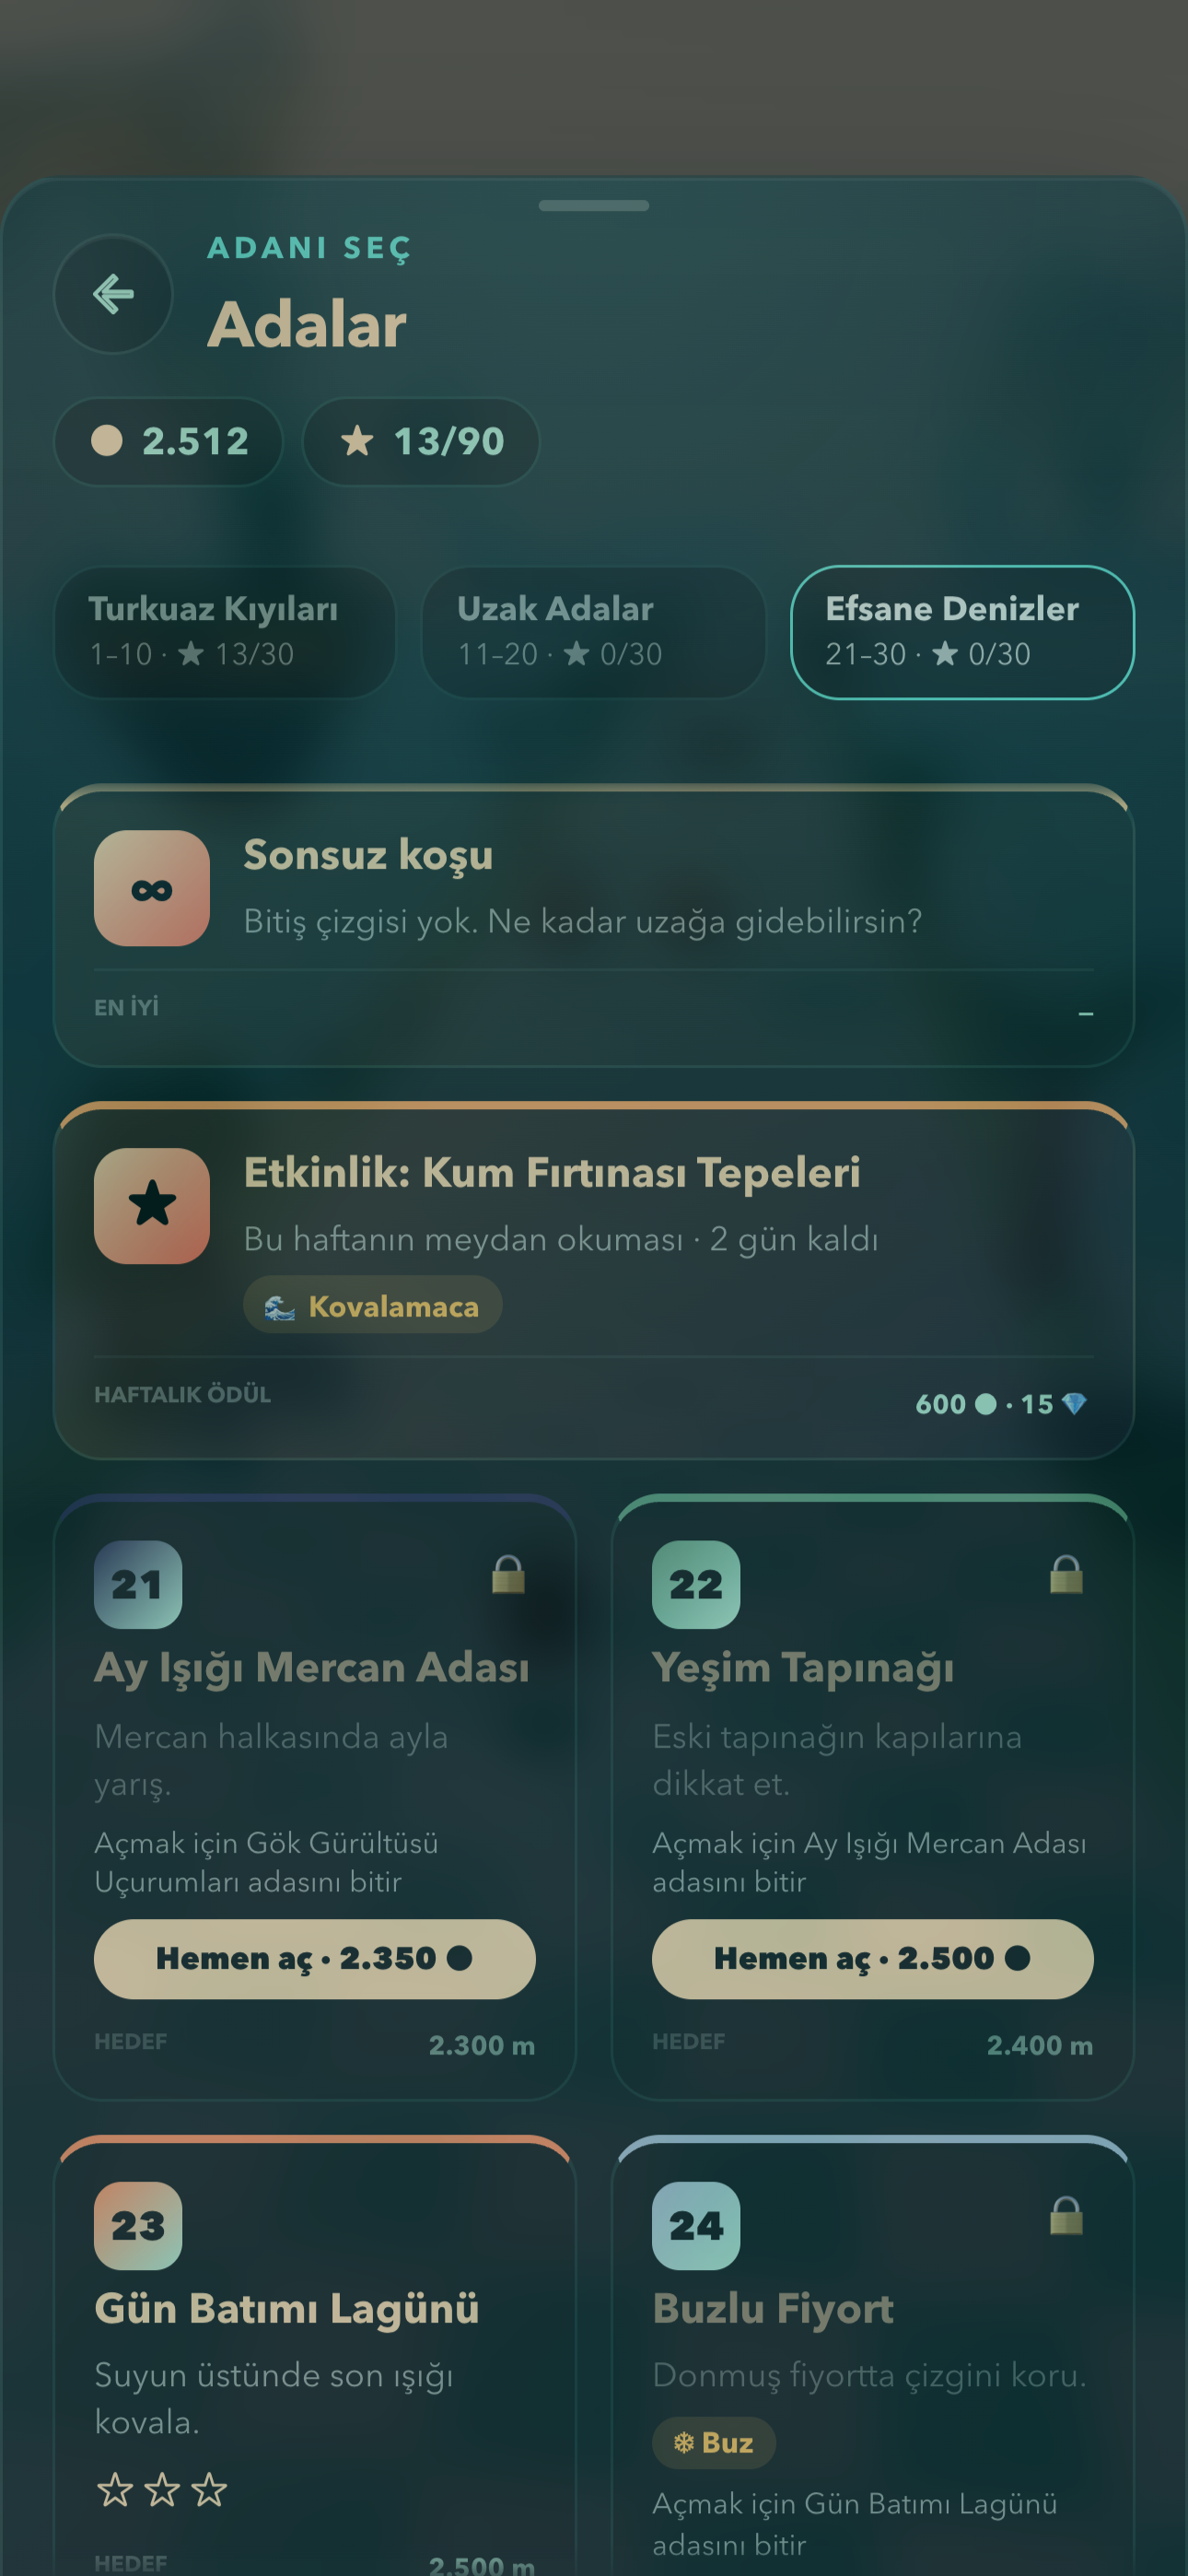 ADANI SEÇ
Adalar
2.512
★ 13/90
Turkuaz Kıyıları
1–10 · ★ 13/30
Uzak Adalar
11–20 · ★ 0/30
Efsane Denizler
21–30 · ★ 0/30
∞
Sonsuz koşu
Bitiş çizgisi yok. Ne kadar uzağa gidebilirsin?
EN İYİ
–
Etkinlik: Kum Fırtınası Tepeleri
Bu haftanın meydan okuması · 2 gün kaldı
🌊 Kovalamaca
HAFTALIK ÖDÜL
600 ● · 15 💎
21
Ay Işığı Mercan Adası
Mercan halkasında ayla
yarış.
Açmak için Gök Gürültüsü
Uçurumları adasını bitir
Hemen aç · 2.350 ●
HEDEF
2.300 m
22
Yeşim Tapınağı
Eski tapınağın kapılarına
dikkat et.
Açmak için Ay Işığı Mercan Adası
adasını bitir
Hemen aç · 2.500 ●
HEDEF
2.400 m
23
Gün Batımı Lagünü
Suyun üstünde son ışığı
kovala.
☆☆☆
HEDEF
2.500 m
24
Buzlu Fiyort
Donmuş fiyortta çizgini koru.
❄ Buz
Açmak için Gün Batımı Lagünü
adasını bitir